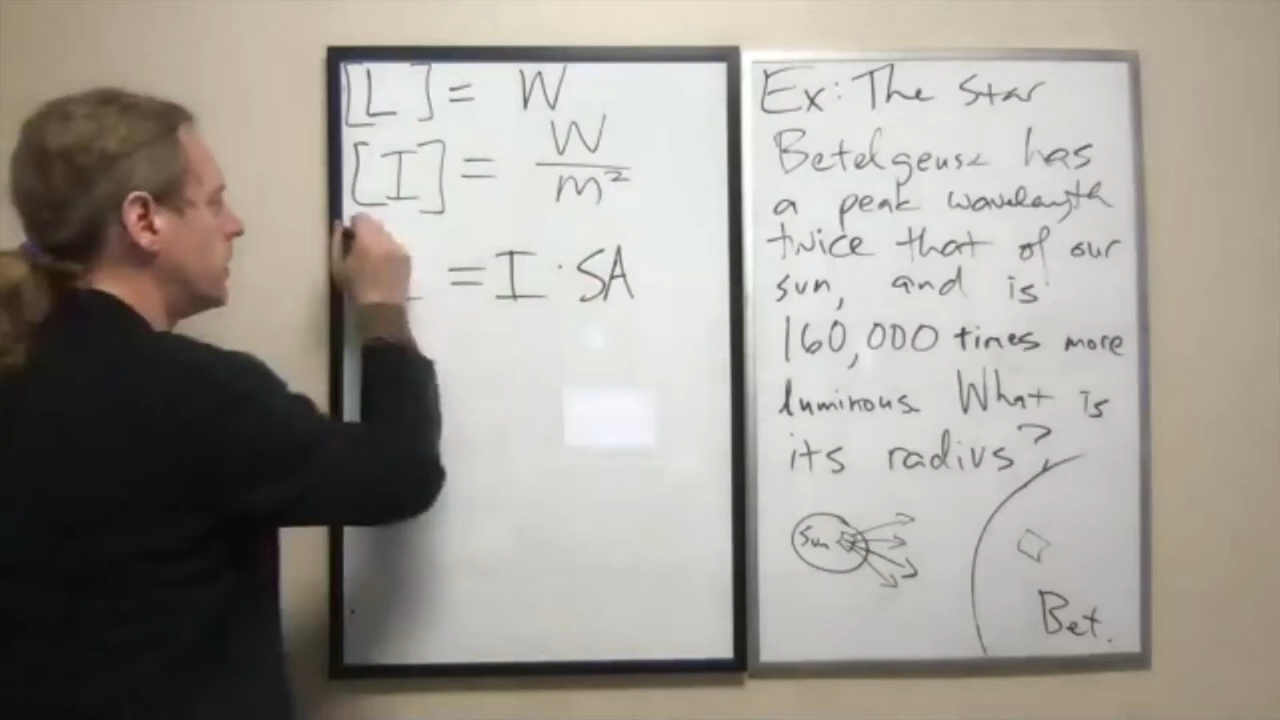 [L] = W
[I] = W/m²
= I · SA
Ex: The star
Betelgeuse has
a peak wavelength
twice that of our
sun, and is
160,000 times more
luminous. What is
its radius?
Sun
Bet.